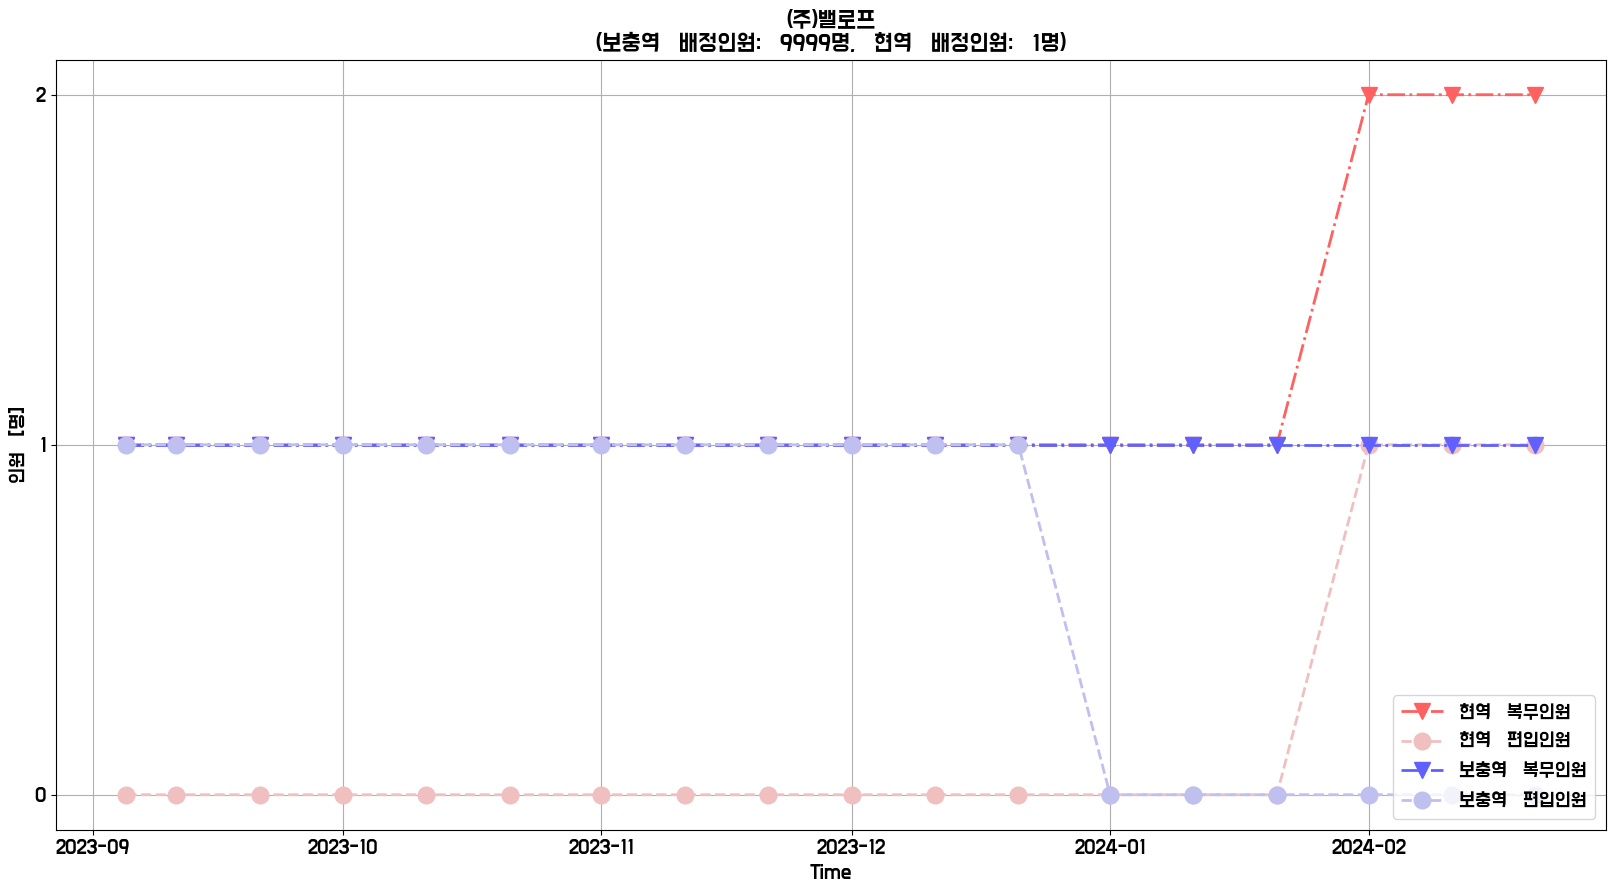 (주)밸로프
(보충역 배정인원: 9999명, 현역 배정인원: 1명)
인원 [명]
2
1
0
2023-09 2023-10 2023-11 2023-12 2024-01 2024-02
Time
현역 복무인원
현역 편입인원
보충역 복무인원
보충역 편입인원